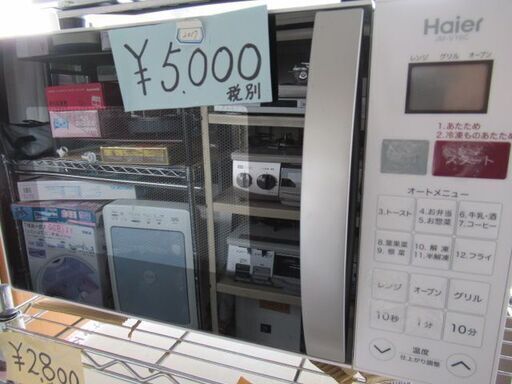 2017
¥5.000
税別
Haier
JM-V16C
レンジ グリル オーブン
1.あたため
2.冷凍ものあたため
スタート
オートメニュー
3.トースト 4.お弁当 6.牛乳・酒
5.お惣菜 7.コーヒー
8.葉果菜 10.解凍 12.フライ
9.根菜 11.半解凍
レンジ オーブン グリル
10秒 1分 10分
温度
仕上がり調整
¥2800